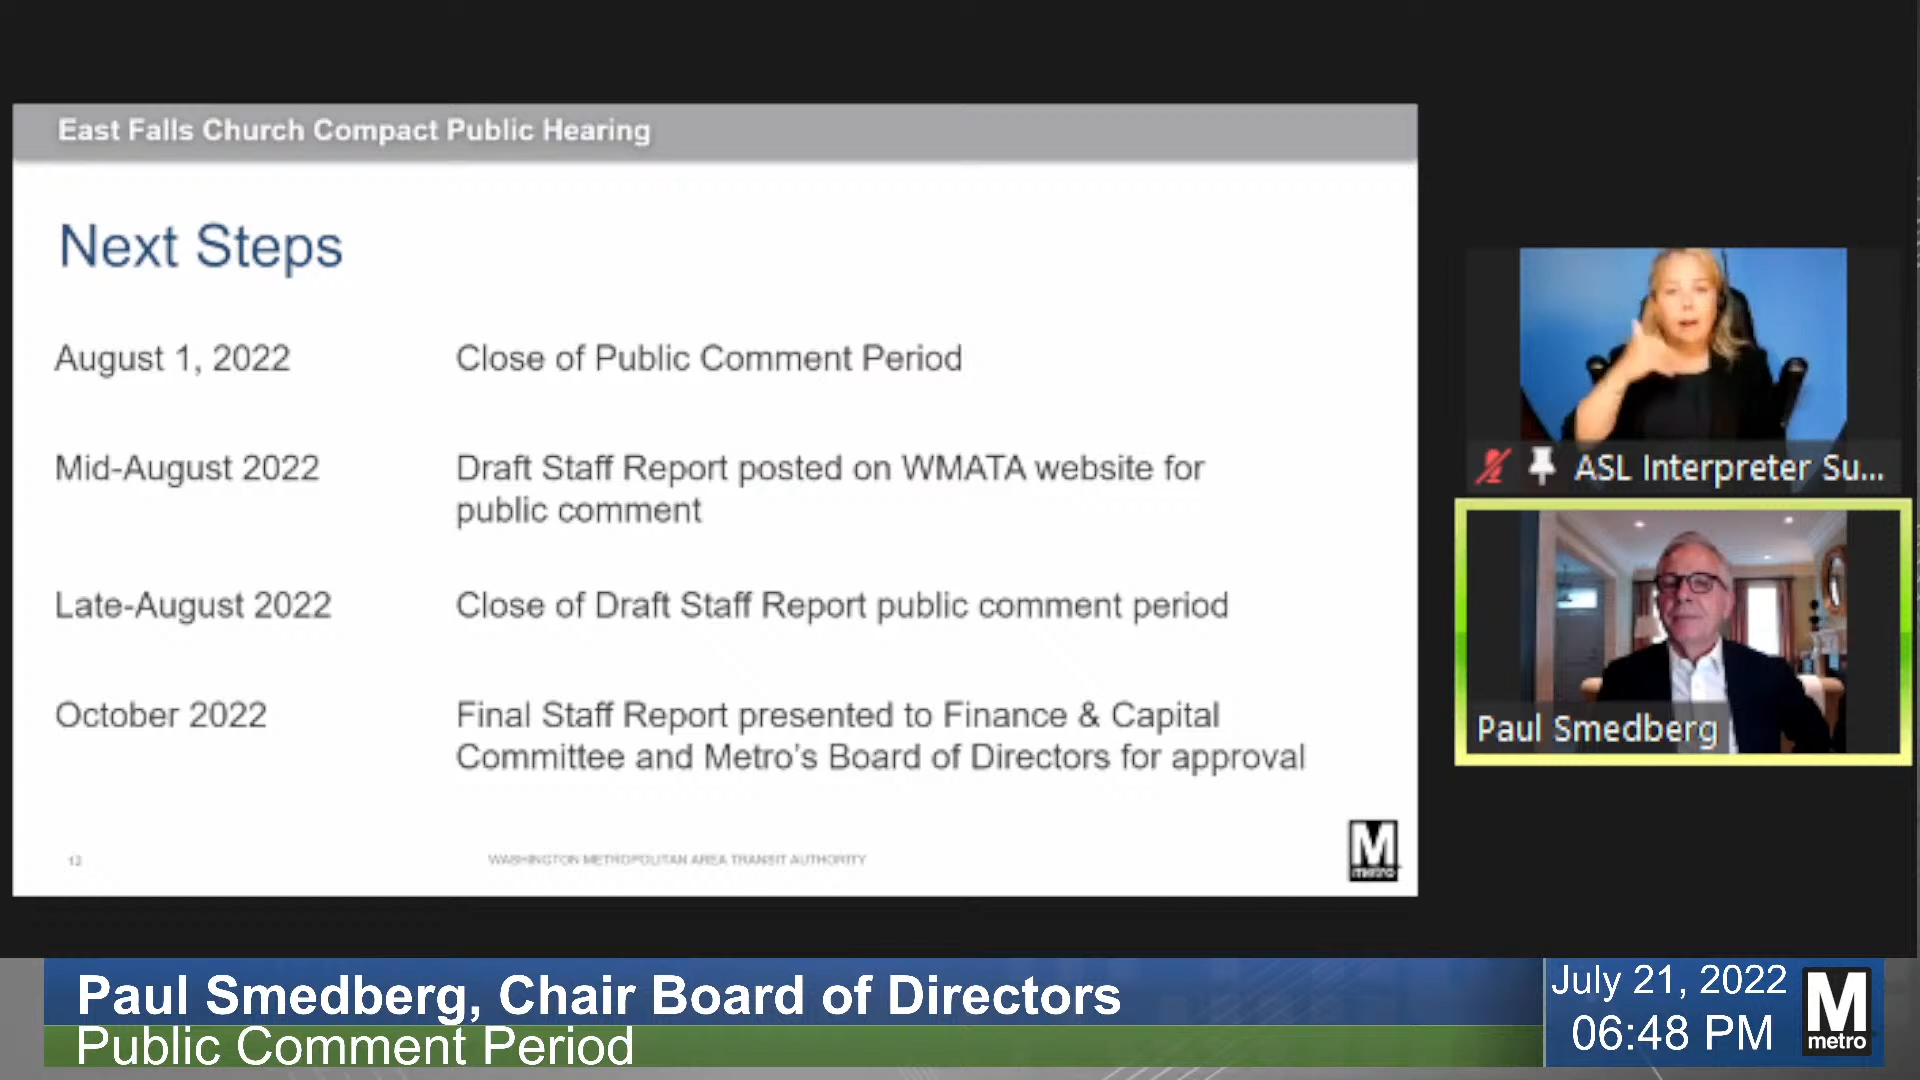 East Falls Church Compact Public Hearing
Next Steps
August 1, 2022 Close of Public Comment Period
Mid-August 2022 Draft Staff Report posted on WMATA website for
public comment
Late-August 2022 Close of Draft Staff Report public comment period
October 2022 Final Staff Report presented to Finance & Capital
Committee and Metro's Board of Directors for approval
12 WASHINGTON METROPOLITAN AREA TRANSIT AUTHORITY
M
metro
ASL Interpreter Su...
Paul Smedberg
Paul Smedberg, Chair Board of Directors
Public Comment Period
July 21, 2022
06:48 PM
M
metro